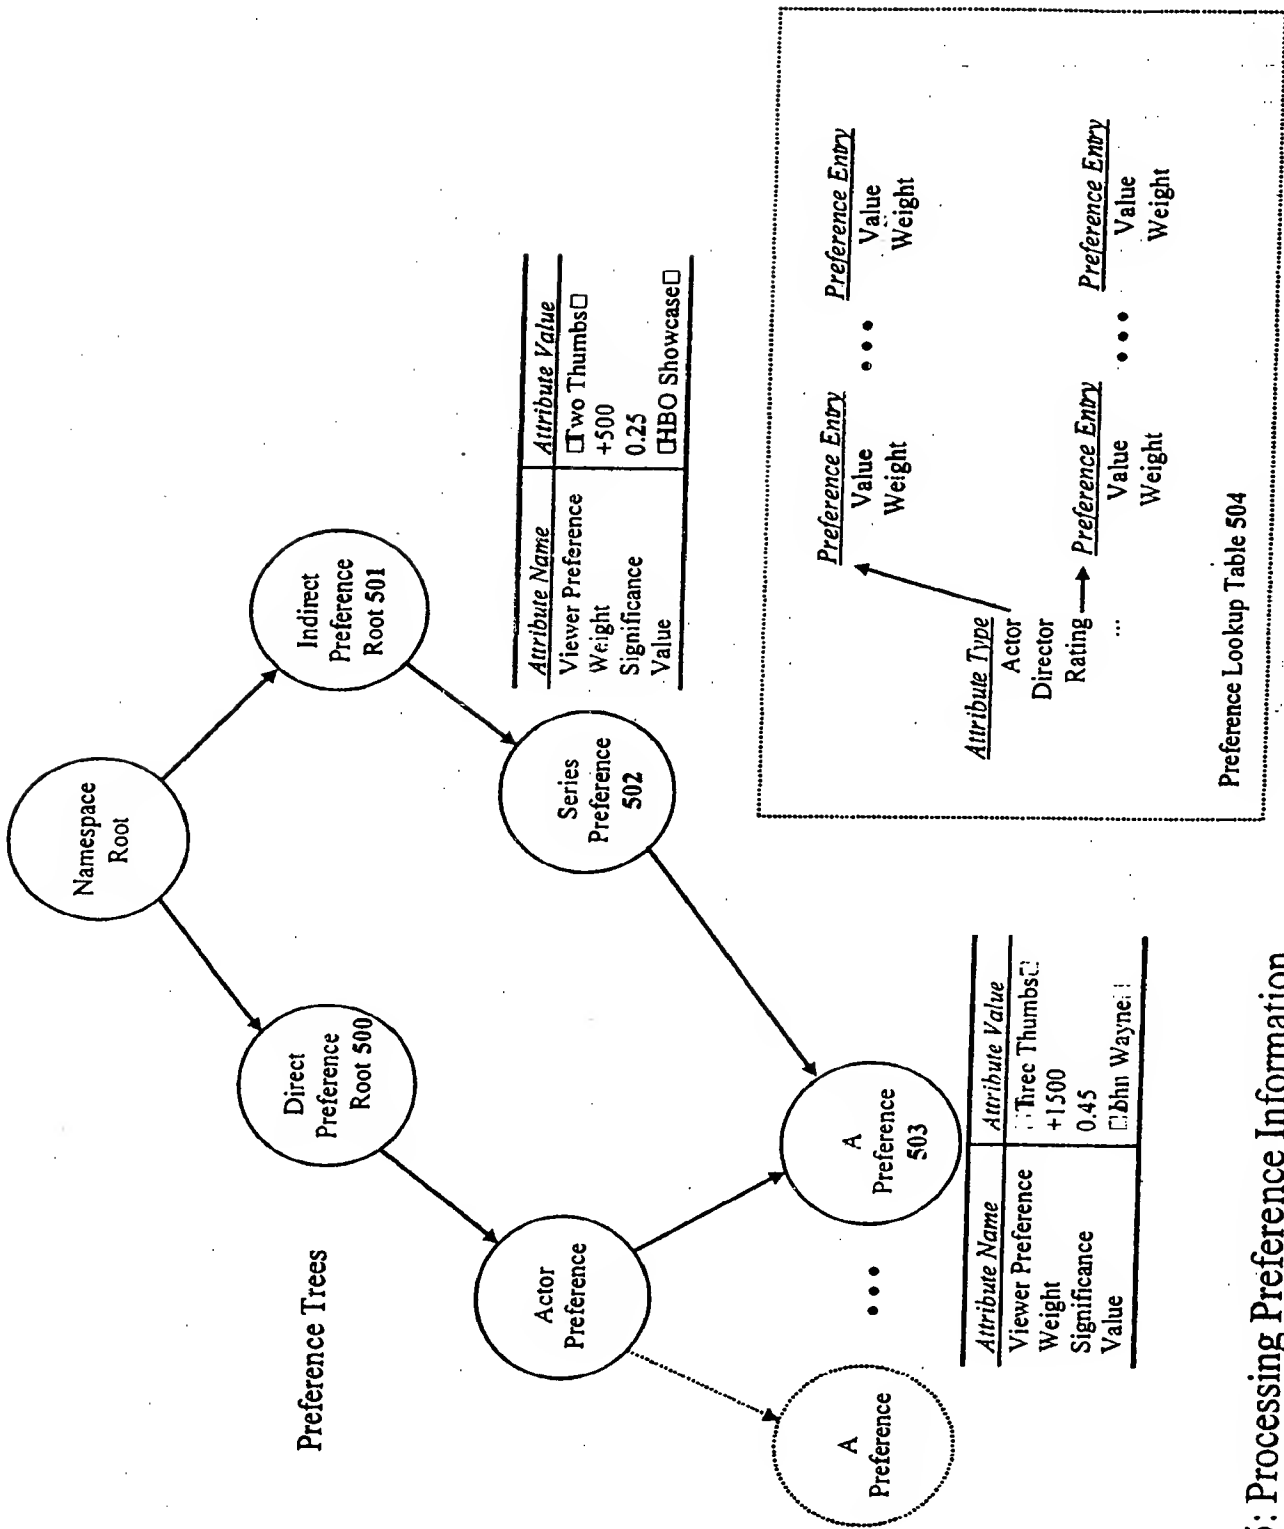 Preference Trees
Namespace
Root
Direct
Preference
Root 500
Indirect
Preference
Root 501
Actor
Preference
Series
Preference
502
A
Preference
A
Preference
503
Attribute Name Attribute Value
Viewer Preference □Two Thumbs□
Weight +500
Significance 0.25
Value □HBO Showcase□
Attribute Name Attribute Value
Viewer Preference Three Thumbs
Weight +1500
Significance 0.45
Value Wayne
Attribute Type
Actor
Director
Rating
...
Preference Entry
Value
Weight
Preference Entry
Value
Weight
Preference Entry
Value
Weight
Preference Entry
Value
Weight
Preference Lookup Table 504
: Processing Preference Information